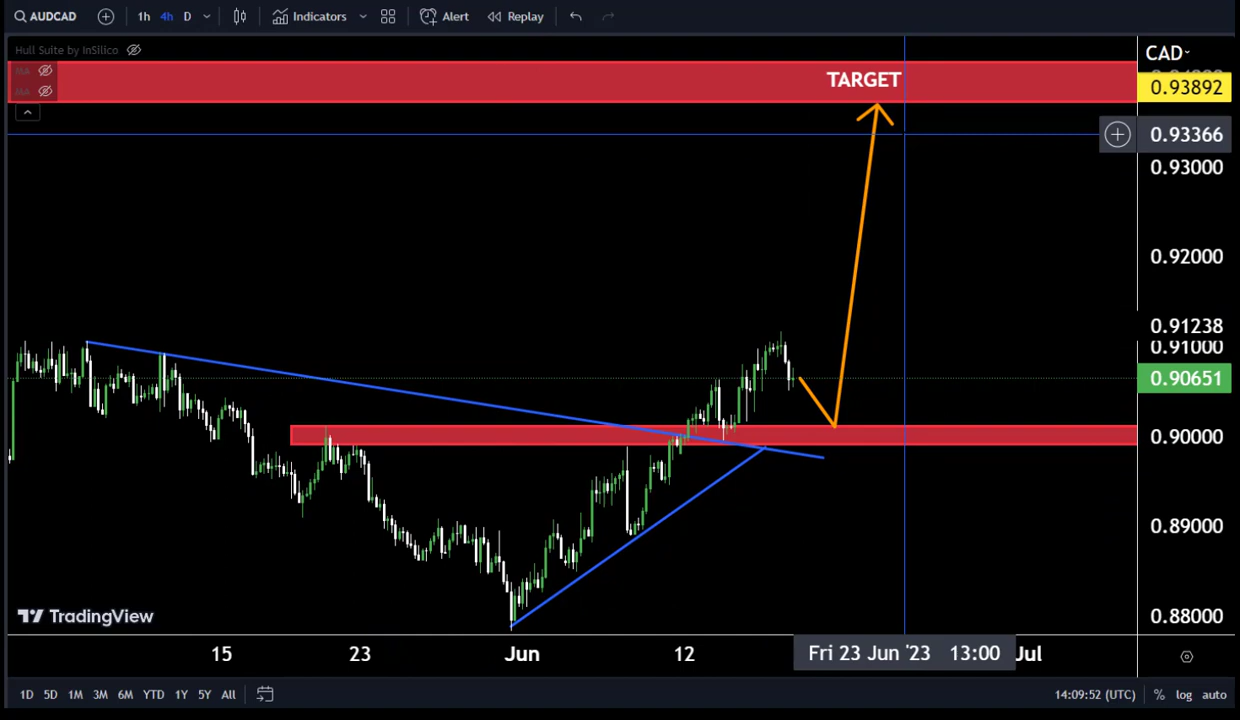 AUDCAD 1h 4h D Indicators Alert Replay
Hull Suite by InSilico
MA
MA
TARGET
CAD
0.93892
0.93366
0.93000
0.92000
0.91238
0.91000
0.90651
0.90000
0.89000
0.88000
TradingView
15 23 Jun 12 Fri 23 Jun '23 13:00 Jul
1D 5D 1M 3M 6M YTD 1Y 5Y All 14:09:52 (UTC) % log auto